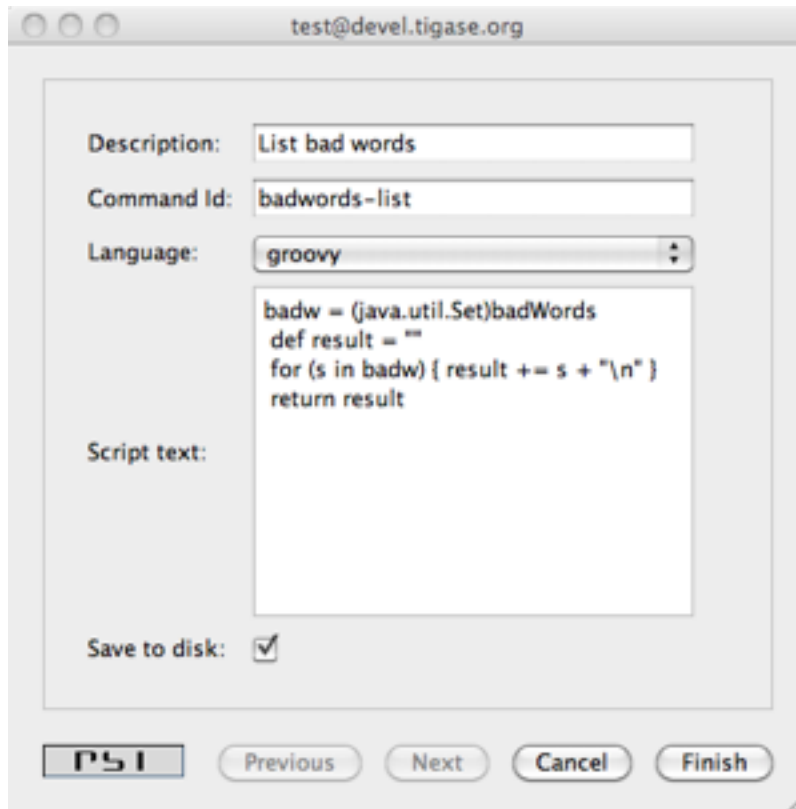 test@devel.tigase.org
Description: List bad words
Command Id: badwords-list
Language: groovy
Script text:
badw = (java.util.Set)badWords
def result = ""
for (s in badw) { result += s + "\n" }
return result
Save to disk:
PSI Previous Next Cancel Finish